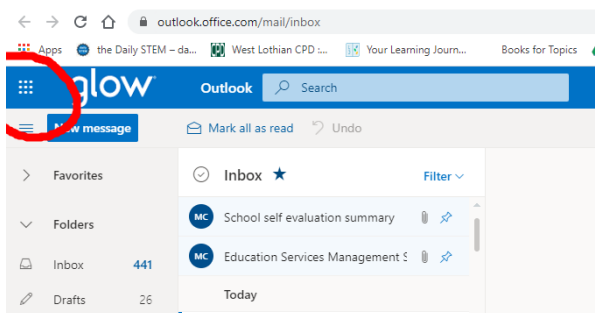 outlook.office.com/mail/inbox
Apps the Daily STEM – da... West Lothian CPD :... Your Learning Journ... Books for Topics
glow Outlook Search
New message Mark all as read Undo
Favorites Inbox Filter
Folders School self evaluation summary
MC
Inbox 441 MC Education Services Management S
Drafts 26 Today